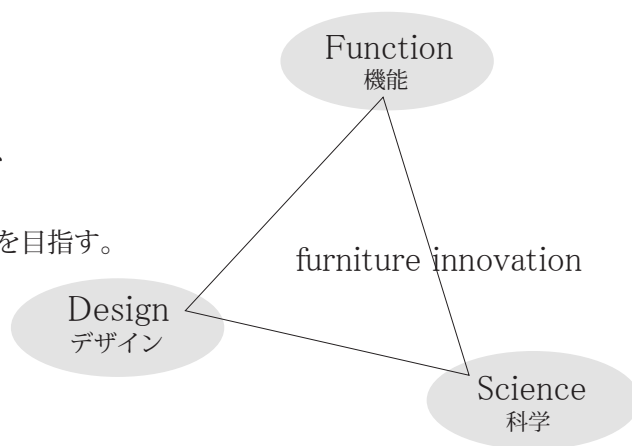 Function
機能
、
を目指す。
furniture innovation
Design
デザイン
Science
科学